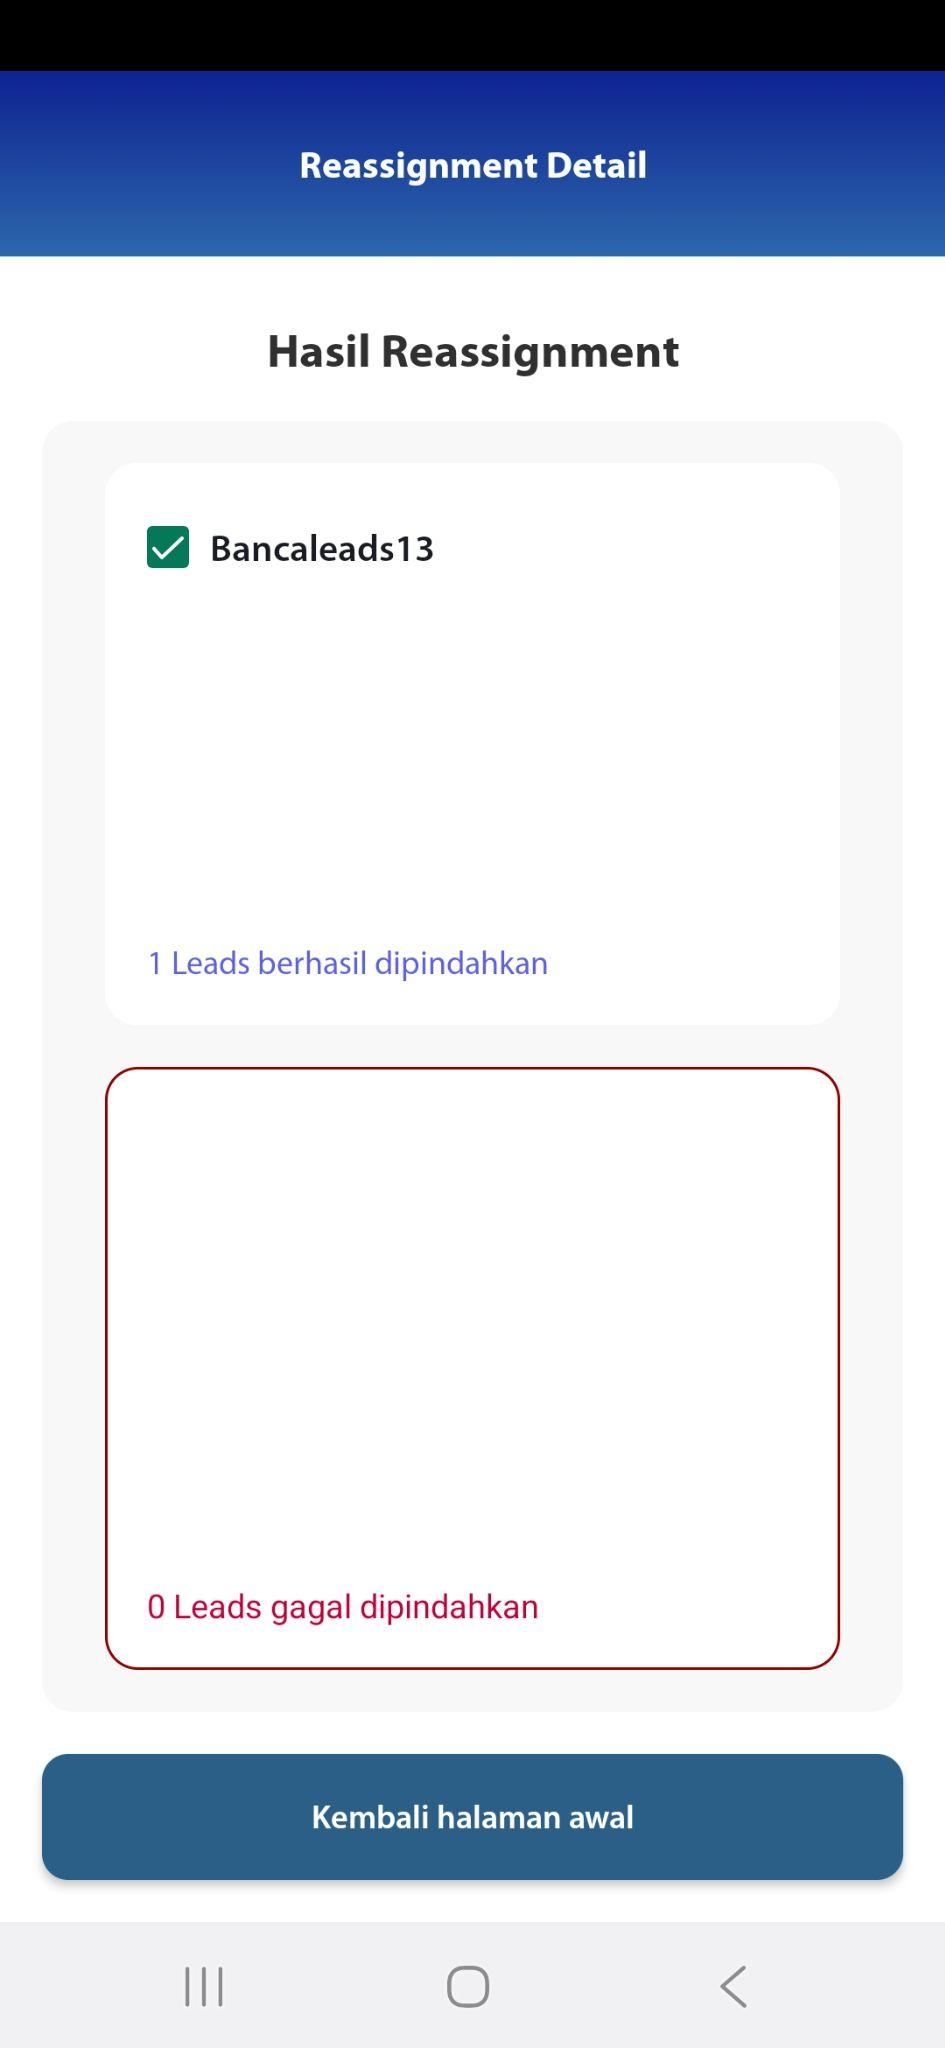 Reassignment Detail
Hasil Reassignment
Bancaleads13
1 Leads berhasil dipindahkan
0 Leads gagal dipindahkan
Kembali halaman awal